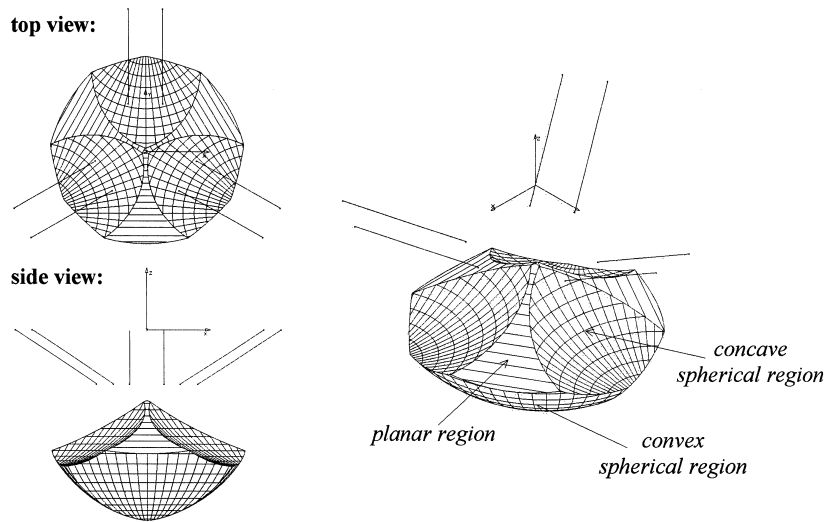 top view:
side view:
concave
spherical region
planar region
convex
spherical region